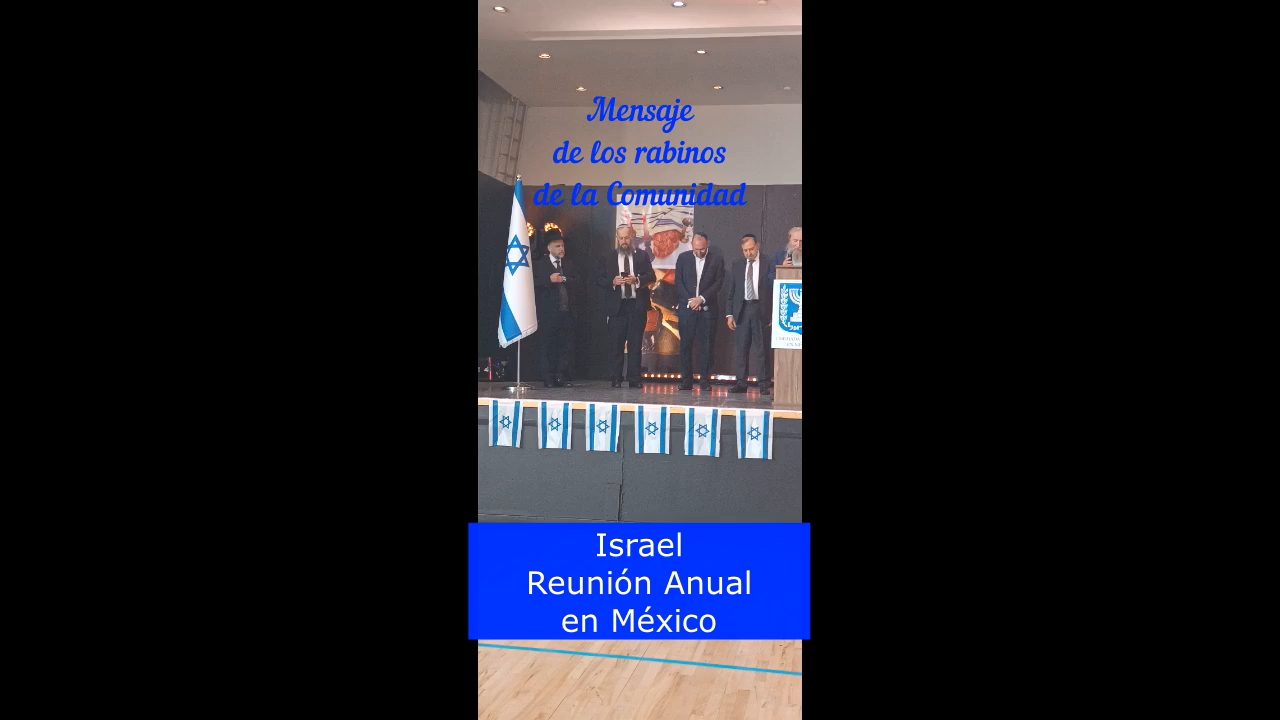 Mensaje
de los rabinos
de la Comunidad
Israel
Reunión Anual
en México